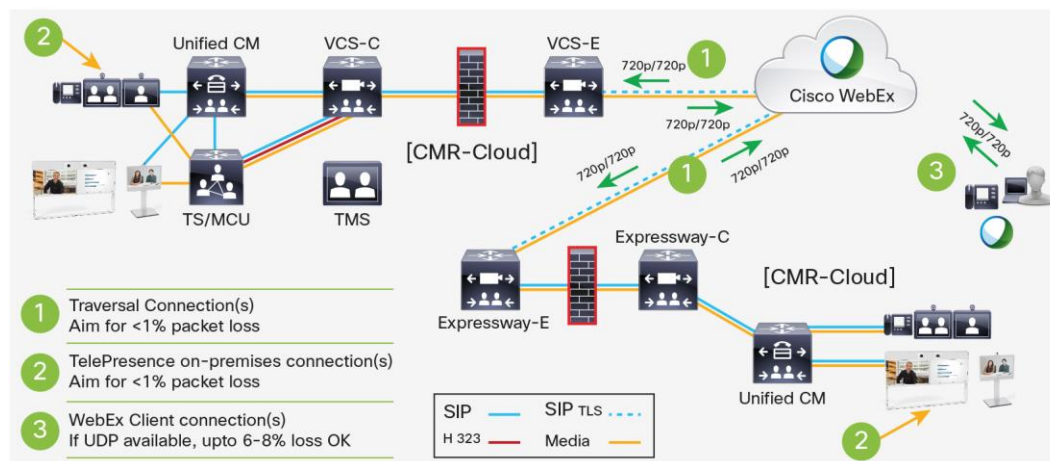 2
Unified CM
VCS-C
VCS-E
1
720p/720p
720p/720p
Cisco WebEx
[CMR-Cloud]
720p/720p
1
720p/720p
720p/720p
3
TS/MCU
TMS
Expressway-C
[CMR-Cloud]
Expressway-E
Unified CM
2
1
Traversal Connection(s)
Aim for <1% packet loss
2
TelePresence on-premises connection(s)
Aim for <1% packet loss
3
WebEx Client connection(s)
If UDP available, upto 6-8% loss OK
SIP
SIP TLS
H 323
Media